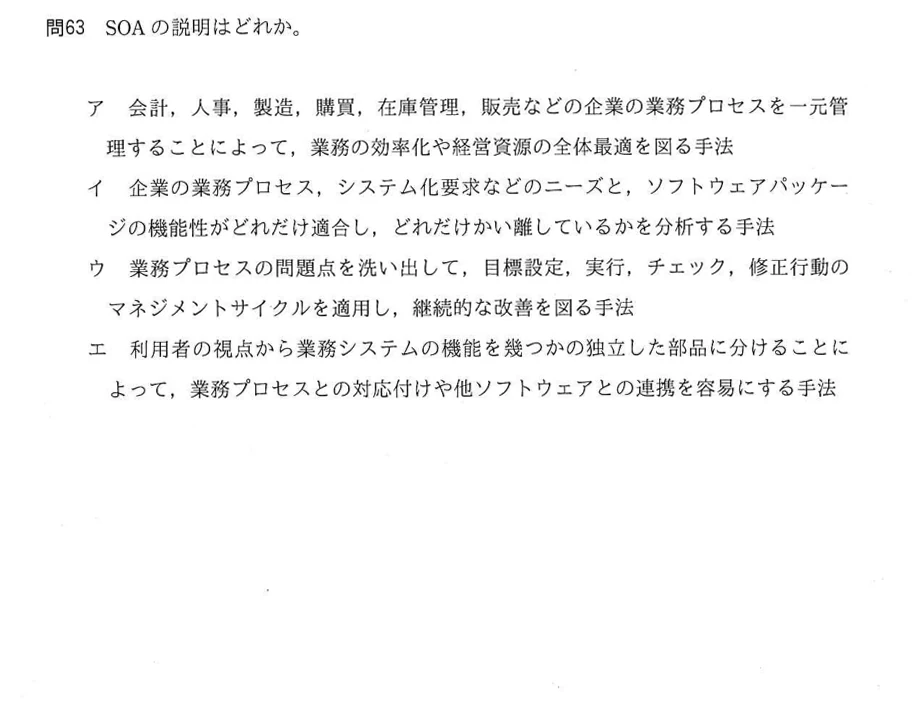 問63　SOAの説明はどれか。
ア　会計，人事，製造，購買，在庫管理，販売などの企業の業務プロセスを一元管
理することによって，業務の効率化や経営資源の全体最適を図る手法
イ　企業の業務プロセス，システム化要求などのニーズと，ソフトウェアパッケー
ジの機能性がどれだけ適合し，どれだけかい離しているかを分析する手法
ウ　業務プロセスの問題点を洗い出して，目標設定，実行，チェック，修正行動の
マネジメントサイクルを適用し，継続的な改善を図る手法
エ　利用者の視点から業務システムの機能を幾つかの独立した部品に分けることに
よって，業務プロセスとの対応付けや他ソフトウェアとの連携を容易にする手法